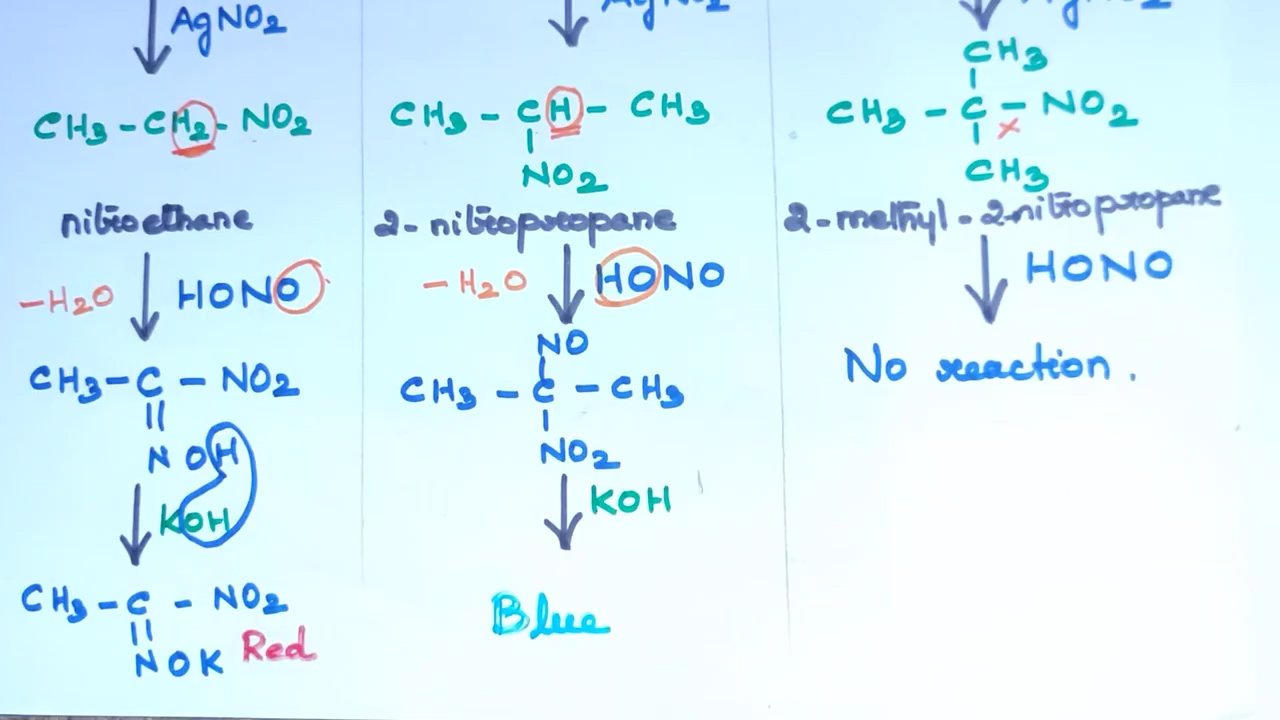 AgNO2
CH3 - CH2 - NO2
nitroethane
-H2O HONO
CH3 - C - NO2
||
NOH
KOH
CH3 - C - NO2
||
NOK Red
AgNO2
CH3 - CH - CH3
|
NO2
2-nitropropane
-H2O HONO
NO
|
CH3 - C - CH3
|
NO2
KOH
Blue
AgNO2
CH3
|
CH3 - C - NO2
|
×
CH3
2-methyl-2-nitropropane
HONO
No reaction.